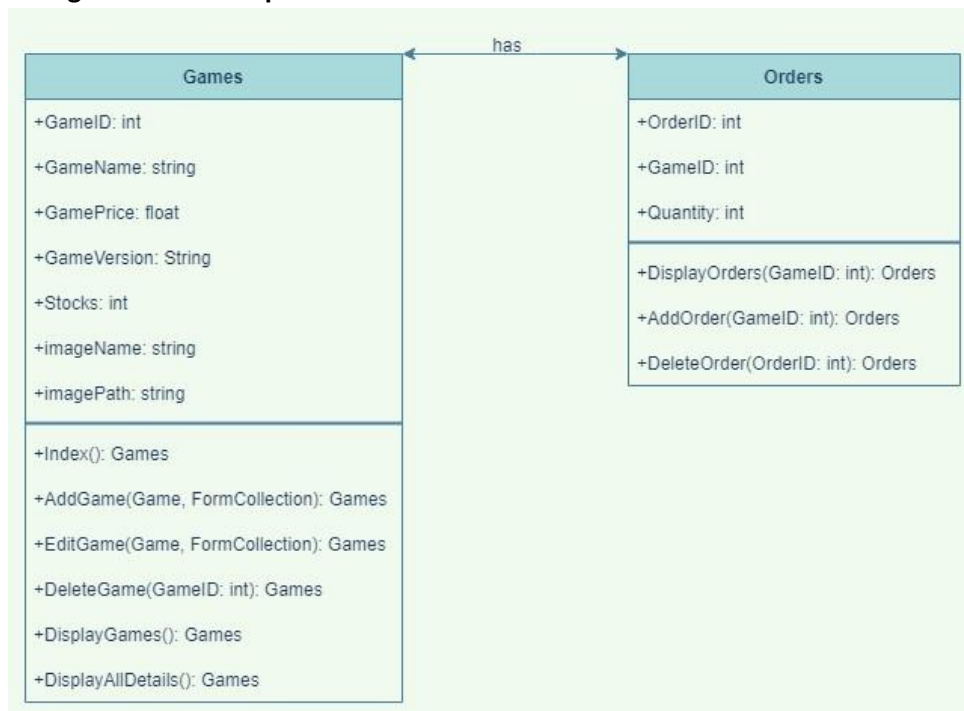 has
Games
+GameID: int
+GameName: string
+GamePrice: float
+GameVersion: String
+Stocks: int
+imageName: string
+imagePath: string
+Index(): Games
+AddGame(Game, FormCollection): Games
+EditGame(Game, FormCollection): Games
+DeleteGame(GameID: int): Games
+DisplayGames(): Games
+DisplayAllDetails(): Games
Orders
+OrderID: int
+GameID: int
+Quantity: int
+DisplayOrders(GameID: int): Orders
+AddOrder(GameID: int): Orders
+DeleteOrder(OrderID: int): Orders